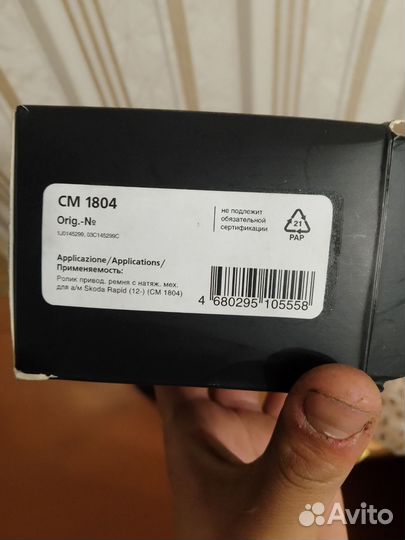 CM 1804
Orig.-№
1J0145299, 03C145299C
Applicazione/Applications/
Применяемость:
Ролик привод. ремня с натяж. мех.
для а/м Skoda Rapid (12-) (CM 1804)
не подлежит
обязательной
сертификации
21
PAP
4 680295 105558
Avito